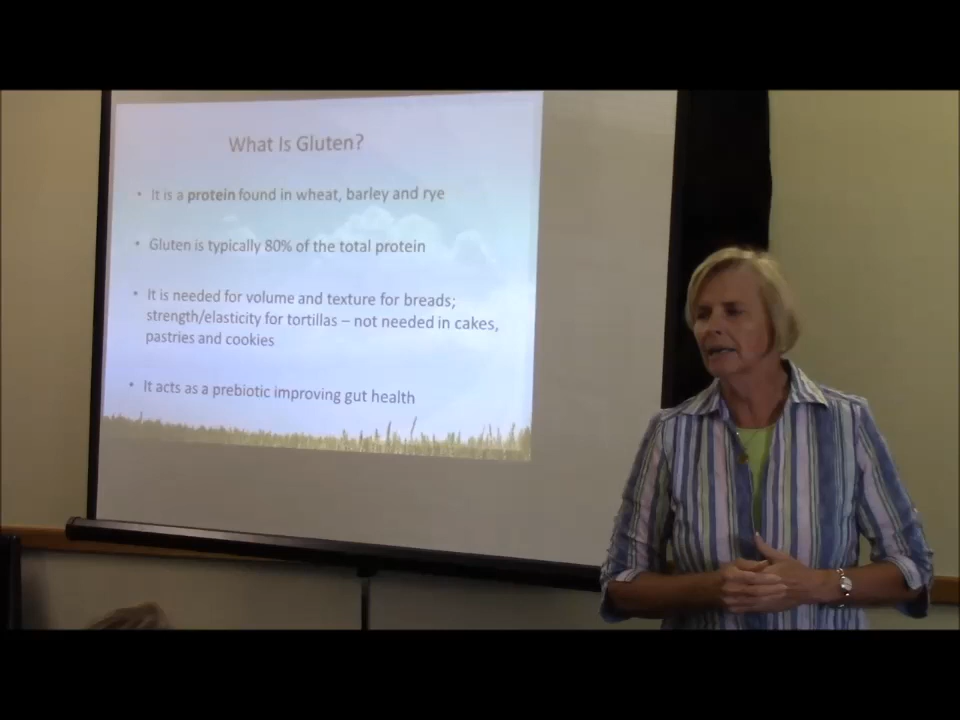 What Is Gluten?
• It is a protein found in wheat, barley and rye
• Gluten is typically 80% of the total protein
• It is needed for volume and texture for breads;
strength/elasticity for tortillas – not needed in cakes,
pastries and cookies
• It acts as a prebiotic improving gut health